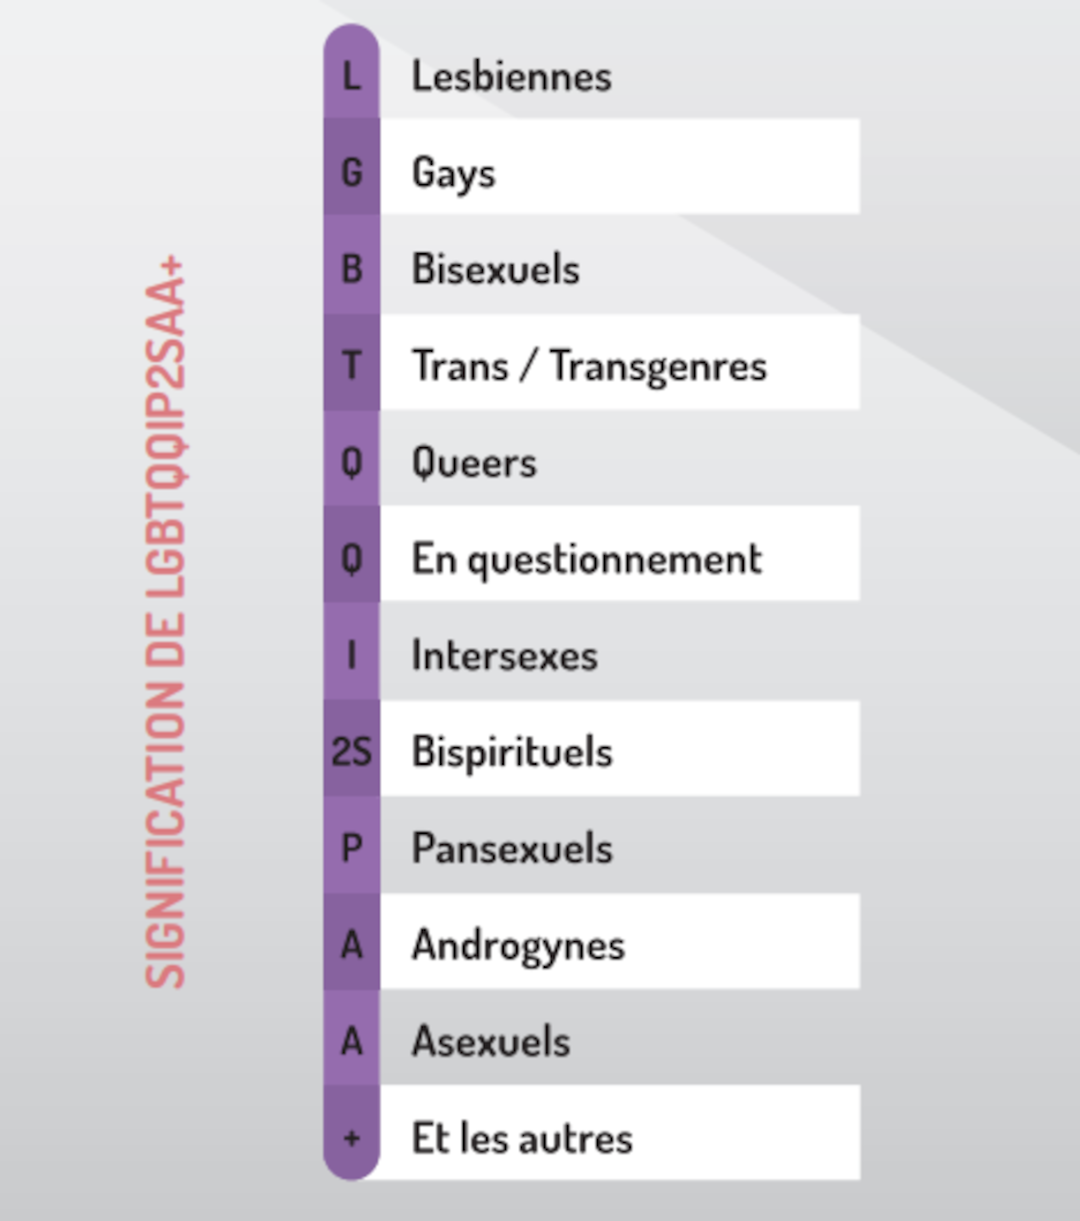 SIGNIFICATION DE LGBTQQIP2SAA+
L Lesbiennes
G Gays
B Bisexuels
T Trans / Transgenres
Q Queers
Q En questionnement
I Intersexes
2S Bispirituels
P Pansexuels
A Androgynes
A Asexuels
+ Et les autres